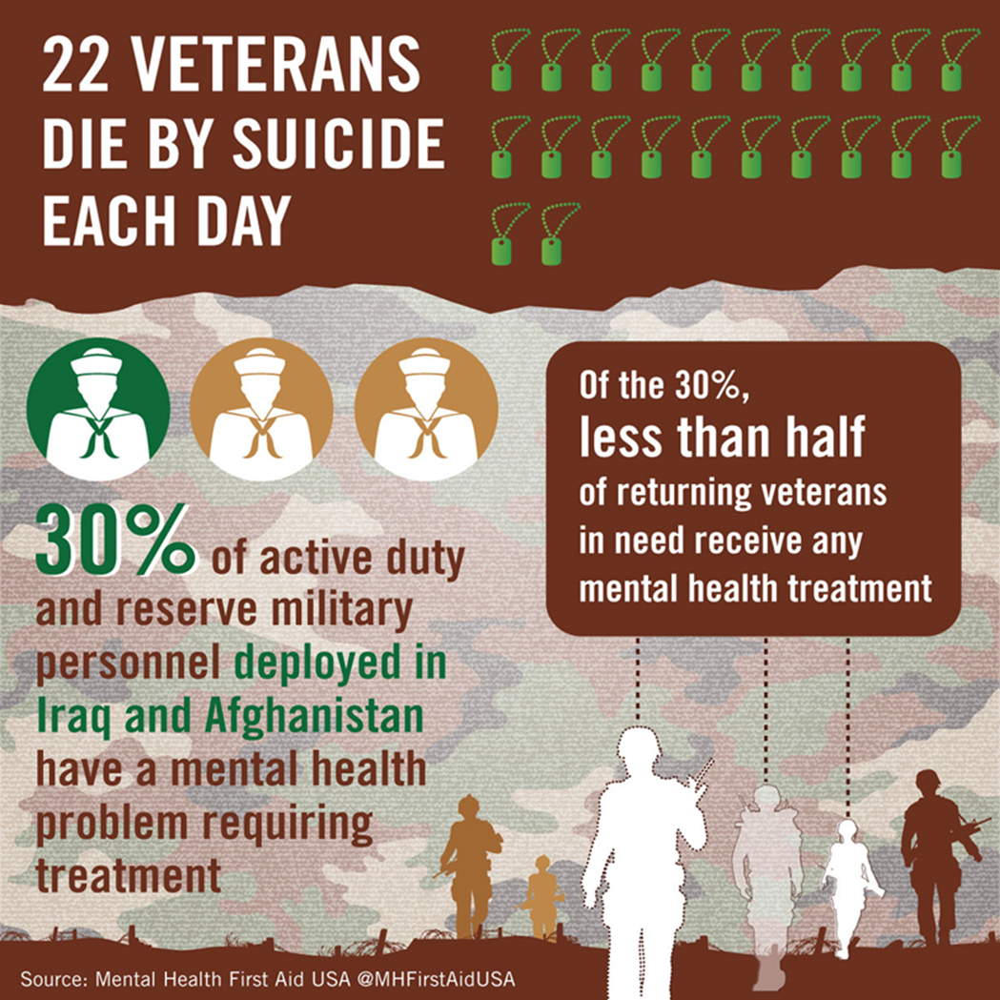 22 VETERANS
DIE BY SUICIDE
EACH DAY
30% of active duty
and reserve military
personnel deployed in
Iraq and Afghanistan
have a mental health
problem requiring
treatment
Of the 30%,
less than half
of returning veterans
in need receive any
mental health treatment
Source: Mental Health First Aid USA @MHFirstAidUSA